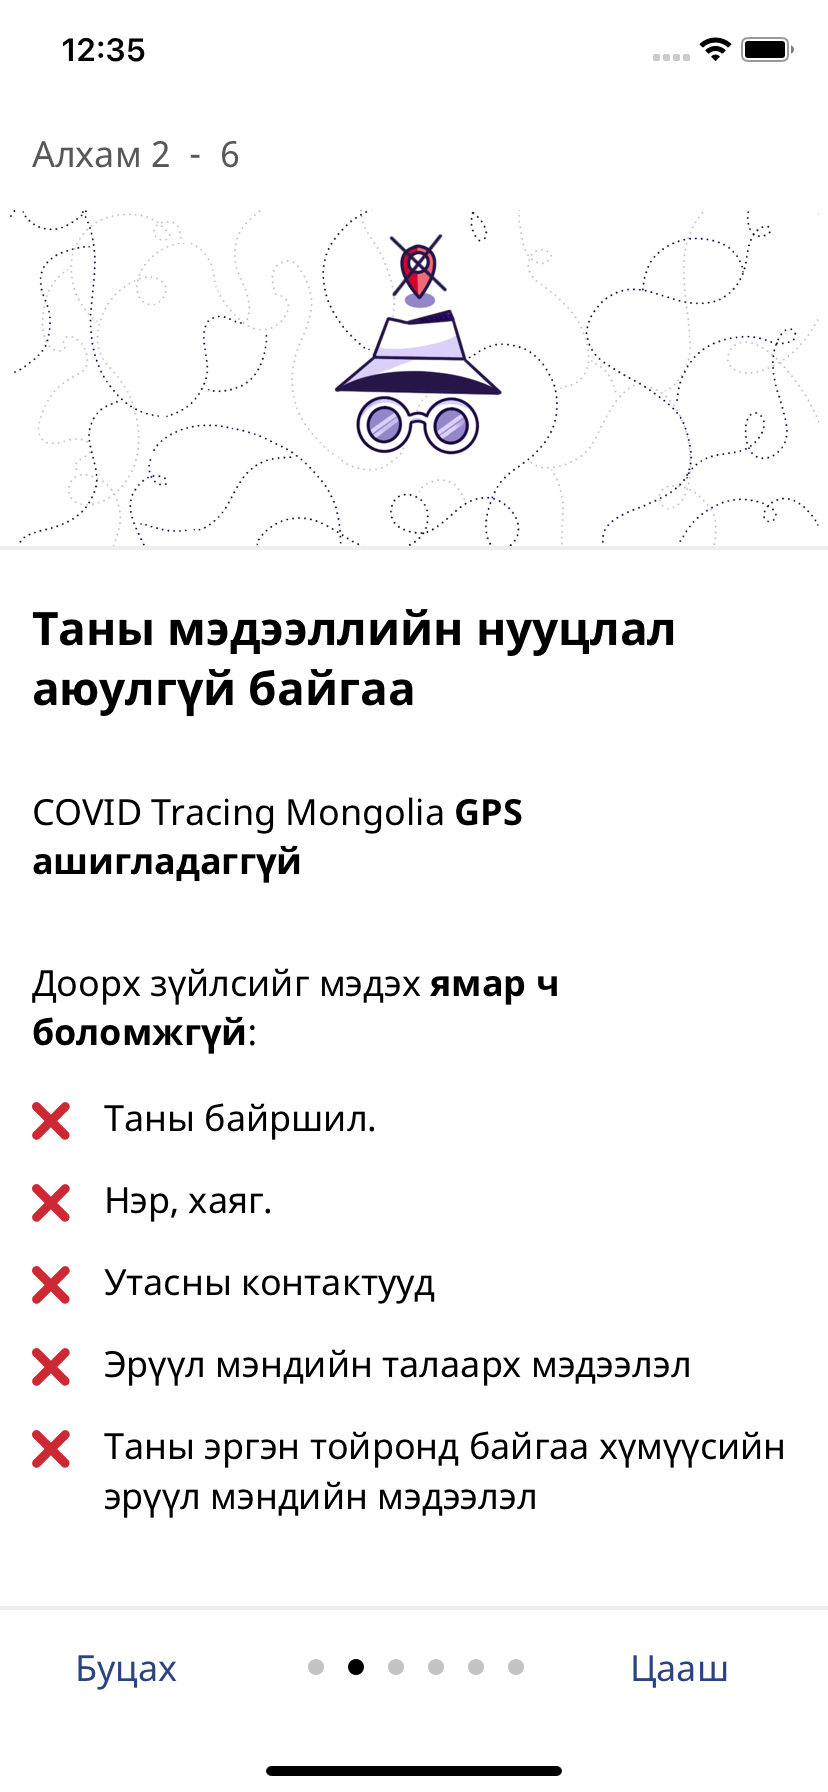 12:35
Алхам 2 - 6
Таны мэдээллийн нууцлал
аюулгүй байгаа
COVID Tracing Mongolia GPS
ашигладаггүй
Доорх зүйлсийг мэдэх ямар ч
боломжгүй:
Таны байршил.
Нэр, хаяг.
Утасны контактууд
Эрүүл мэндийн талаарх мэдээлэл
Таны эргэн тойронд байгаа хүмүүсийн
эрүүл мэндийн мэдээлэл
Буцах
Цааш